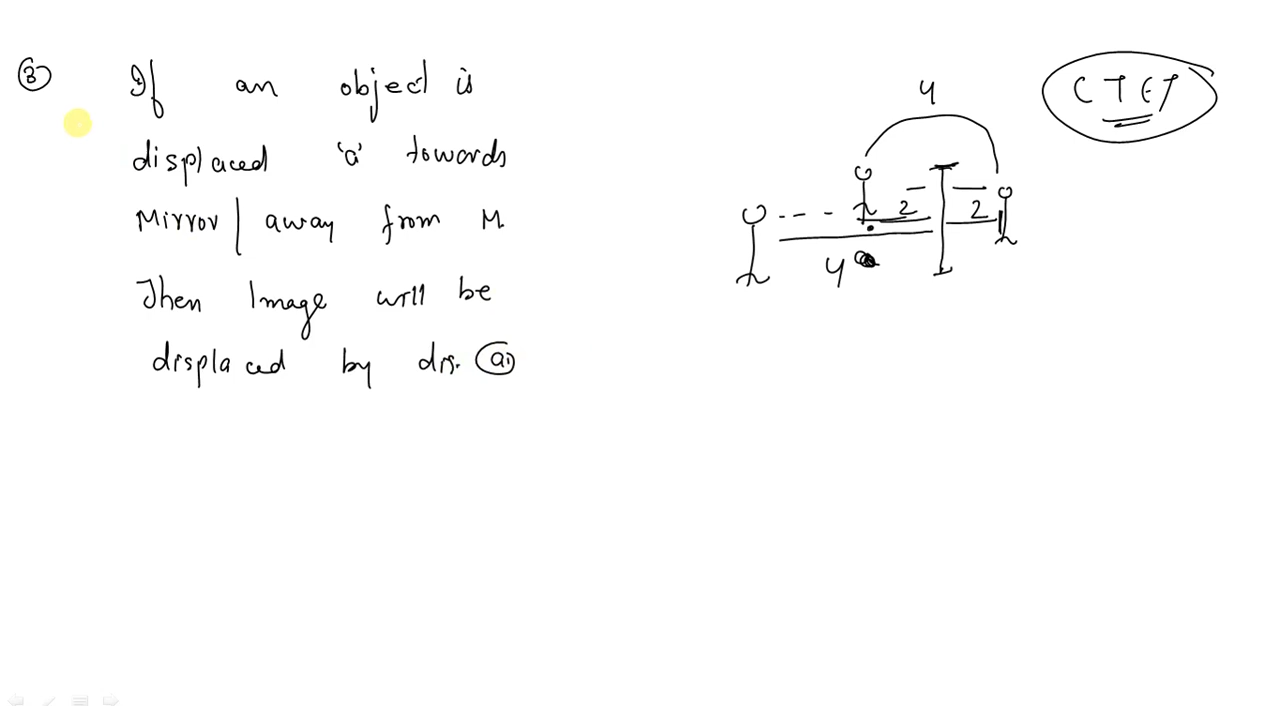 ③ If an object is
displaced 'a' towards
Mirror | away from M.
Then Image will be
displaced by dis. ⓐ
CTET
4
2 2
4